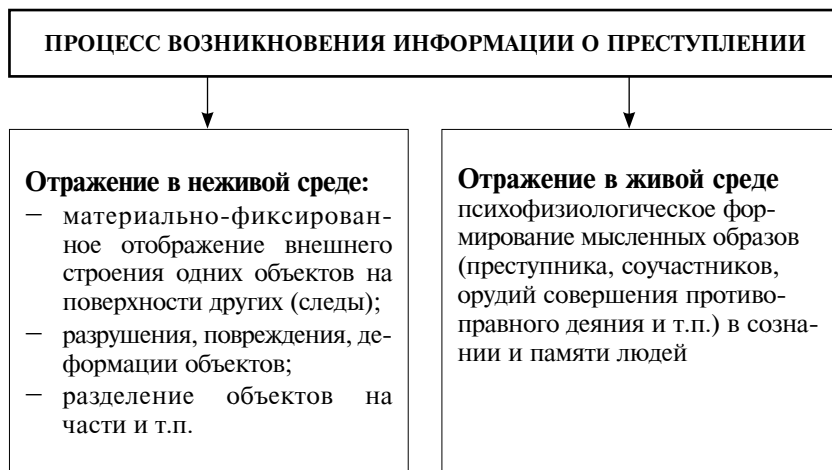 ПРОЦЕСС ВОЗНИКНОВЕНИЯ ИНФОРМАЦИИ О ПРЕСТУПЛЕНИИ
Отражение в неживой среде:
– материально-фиксирован-
ное отображение внешнего
строения одних объектов на
поверхности других (следы);
– разрушения, повреждения, де-
формации объектов;
– разделение объектов на
части и т.п.
Отражение в живой среде
психофизиологическое фор-
мирование мысленных образов
(преступника, соучастников,
орудий совершения противо-
правного деяния и т.п.) в созна-
нии и памяти людей